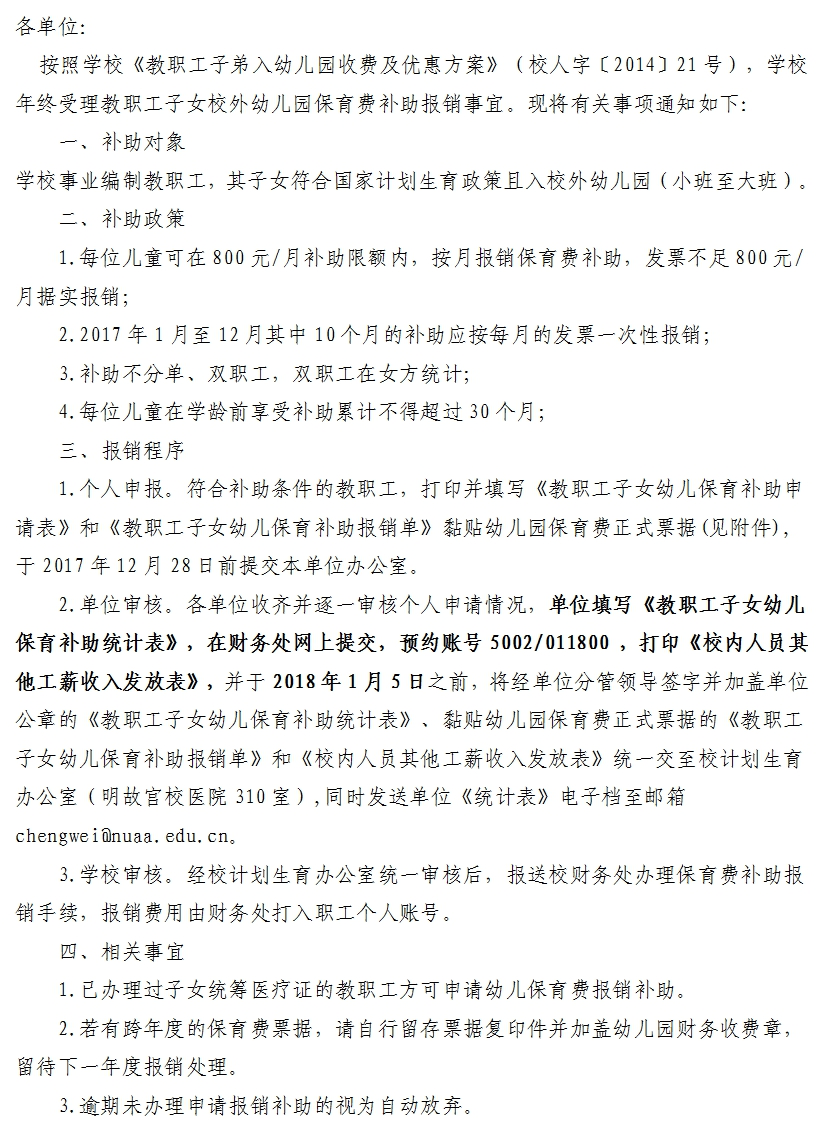 各单位:
按照学校《教职工子弟入幼儿园收费及优惠方案》（校人字〔2014〕21号），学校
年终受理教职工子女校外幼儿园保育费补助报销事宜。现将有关事项通知如下:
一、补助对象
学校事业编制教职工，其子女符合国家计划生育政策且入校外幼儿园（小班至大班）。
二、补助政策
1.每位儿童可在800元/月补助限额内，按月报销保育费补助，发票不足800元/
月据实报销；
2.2017年1月至12月其中10个月的补助应按每月的发票一次性报销；
3.补助不分单、双职工，双职工在女方统计；
4.每位儿童在学龄前享受补助累计不得超过30个月；
三、报销程序
1.个人申报。符合补助条件的教职工，打印并填写《教职工子女幼儿保育补助申
请表》和《教职工子女幼儿保育补助报销单》黏贴幼儿园保育费正式票据(见附件)，
于2017年12月28日前提交本单位办公室。
2.单位审核。各单位收齐并逐一审核个人申请情况，单位填写《教职工子女幼儿
保育补助统计表》，在财务处网上提交，预约账号5002/011800，打印《校内人员其
他工薪收入发放表》，并于2018年1月5日之前，将经单位分管领导签字并加盖单位
公章的《教职工子女幼儿保育补助统计表》、黏贴幼儿园保育费正式票据的《教职工
子女幼儿保育补助报销单》和《校内人员其他工薪收入发放表》统一交至校计划生育
办公室（明故宫校医院310室）,同时发送单位《统计表》电子档至邮箱
chengwei@nuaa.edu.cn。
3.学校审核。经校计划生育办公室统一审核后，报送校财务处办理保育费补助报
销手续，报销费用由财务处打入职工个人账号。
四、相关事宜
1.已办理过子女统筹医疗证的教职工方可申请幼儿保育费报销补助。
2.若有跨年度的保育费票据，请自行留存票据复印件并加盖幼儿园财务收费章，
留待下一年度报销处理。
3.逾期未办理申请报销补助的视为自动放弃。